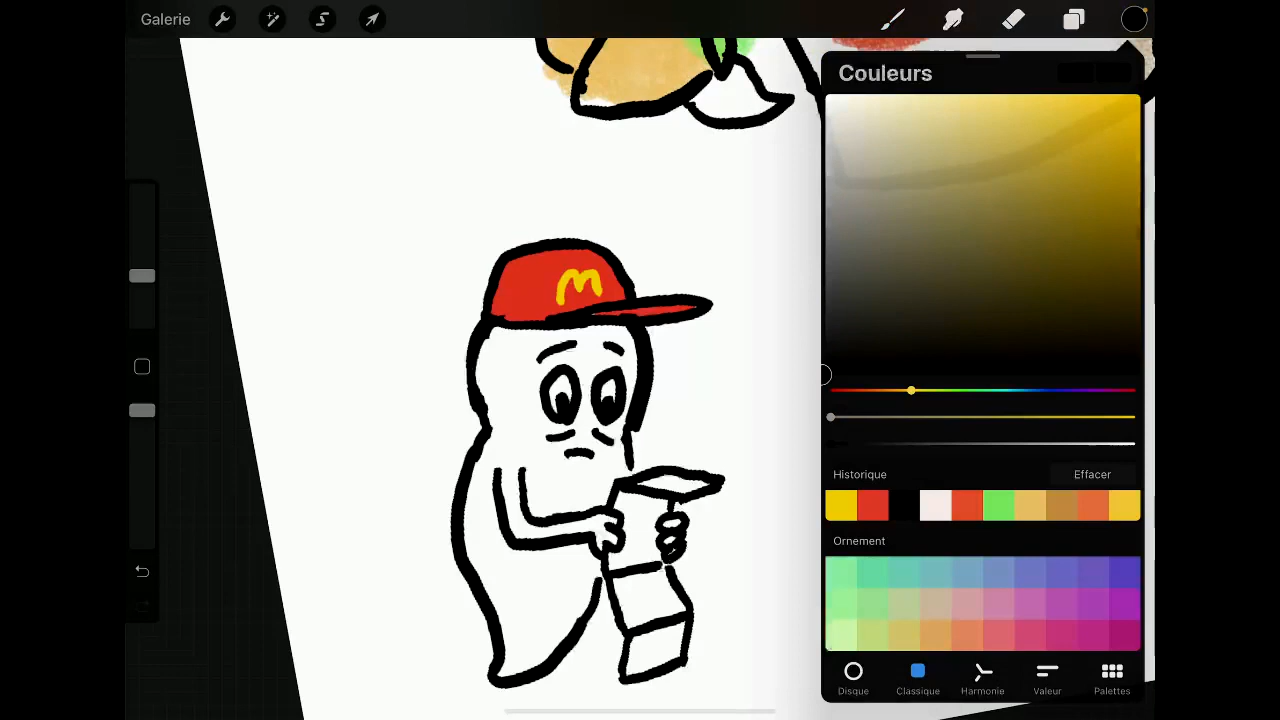 Galerie
Couleurs
M
Historique
Effacer
Ornement
Disque
Classique
Harmonie
Valeur
Palettes